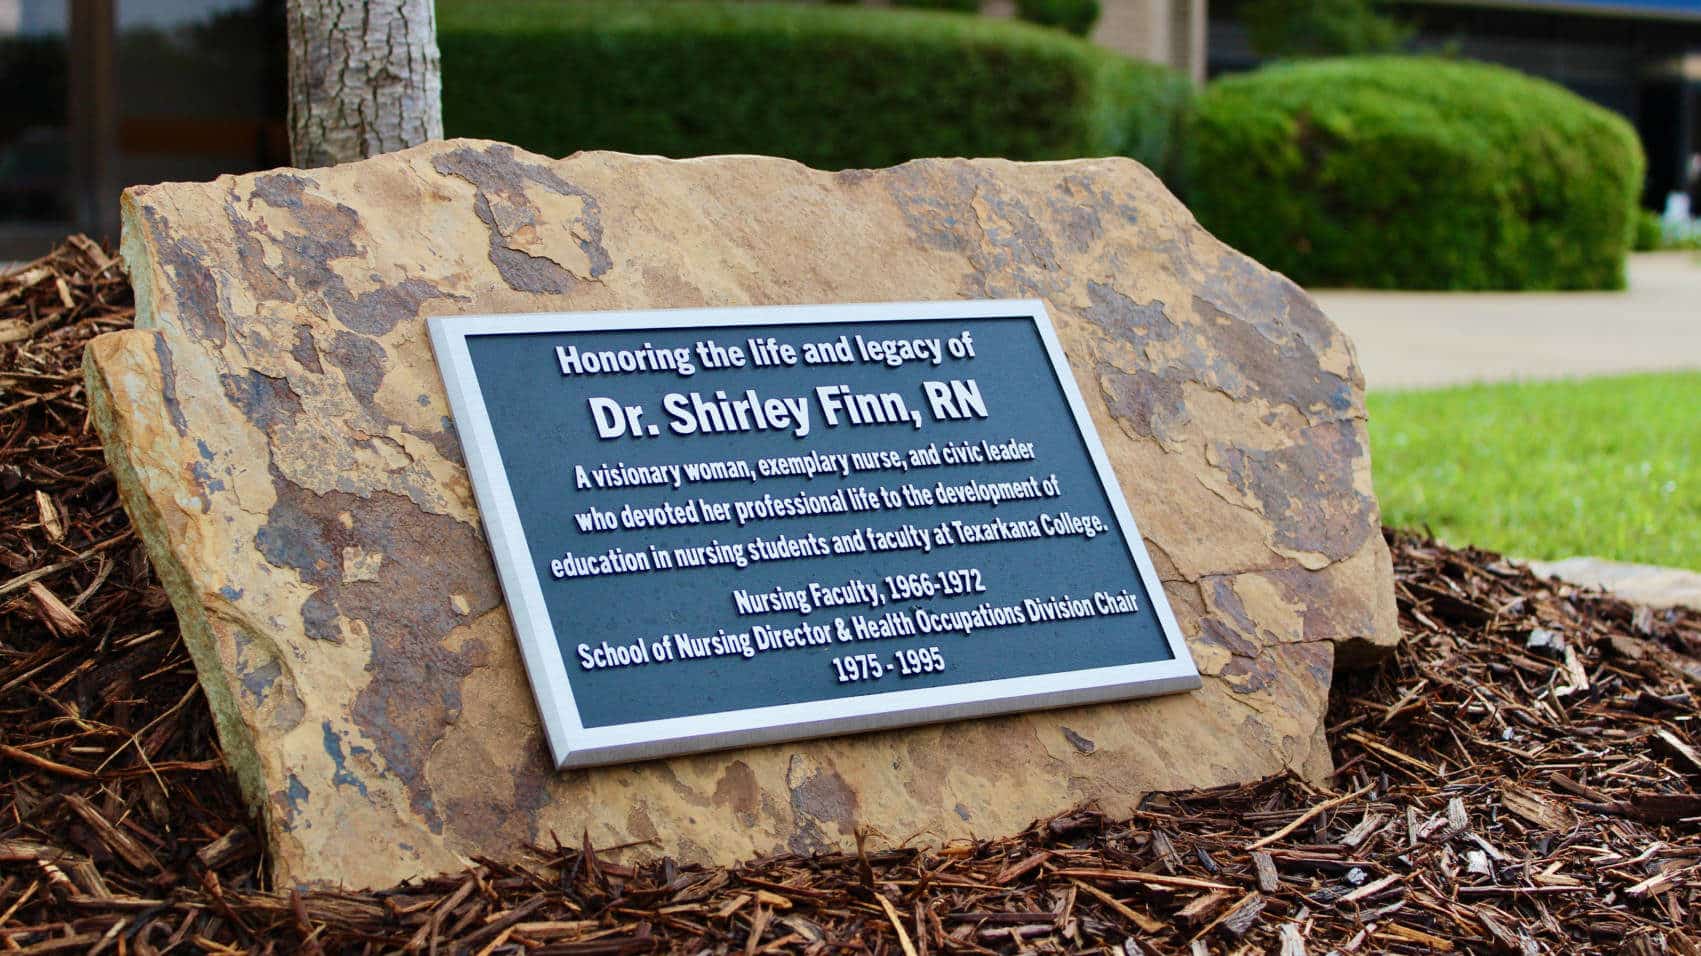 Honoring the life and legacy of
Dr. Shirley Finn, RN
A visionary woman, exemplary nurse, and civic leader
who devoted her professional life to the development of
education in nursing students and faculty at Texarkana College.
Nursing Faculty, 1966-1972
School of Nursing Director & Health Occupations Division Chair
1975 - 1995